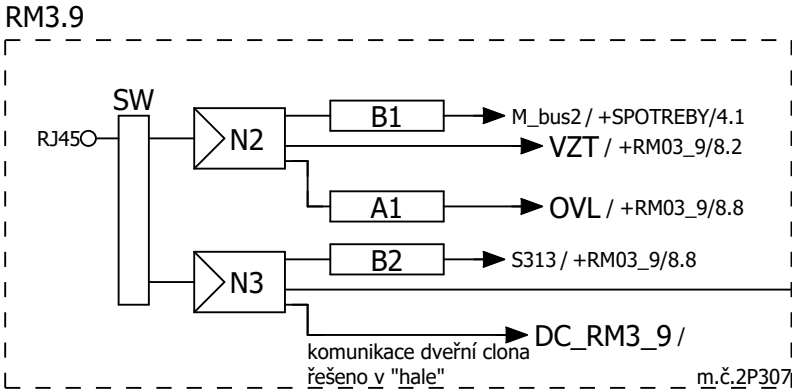 RM3.9
SW
RJ45
N2
B1
M_bus2 / +SPOTREBY/4.1
VZT / +RM03_9/8.2
A1
OVL / +RM03_9/8.8
N3
B2
S313 / +RM03_9/8.8
DC_RM3_9 /
komunikace dveřní clona
řešeno v "hale"
m.č.2P307